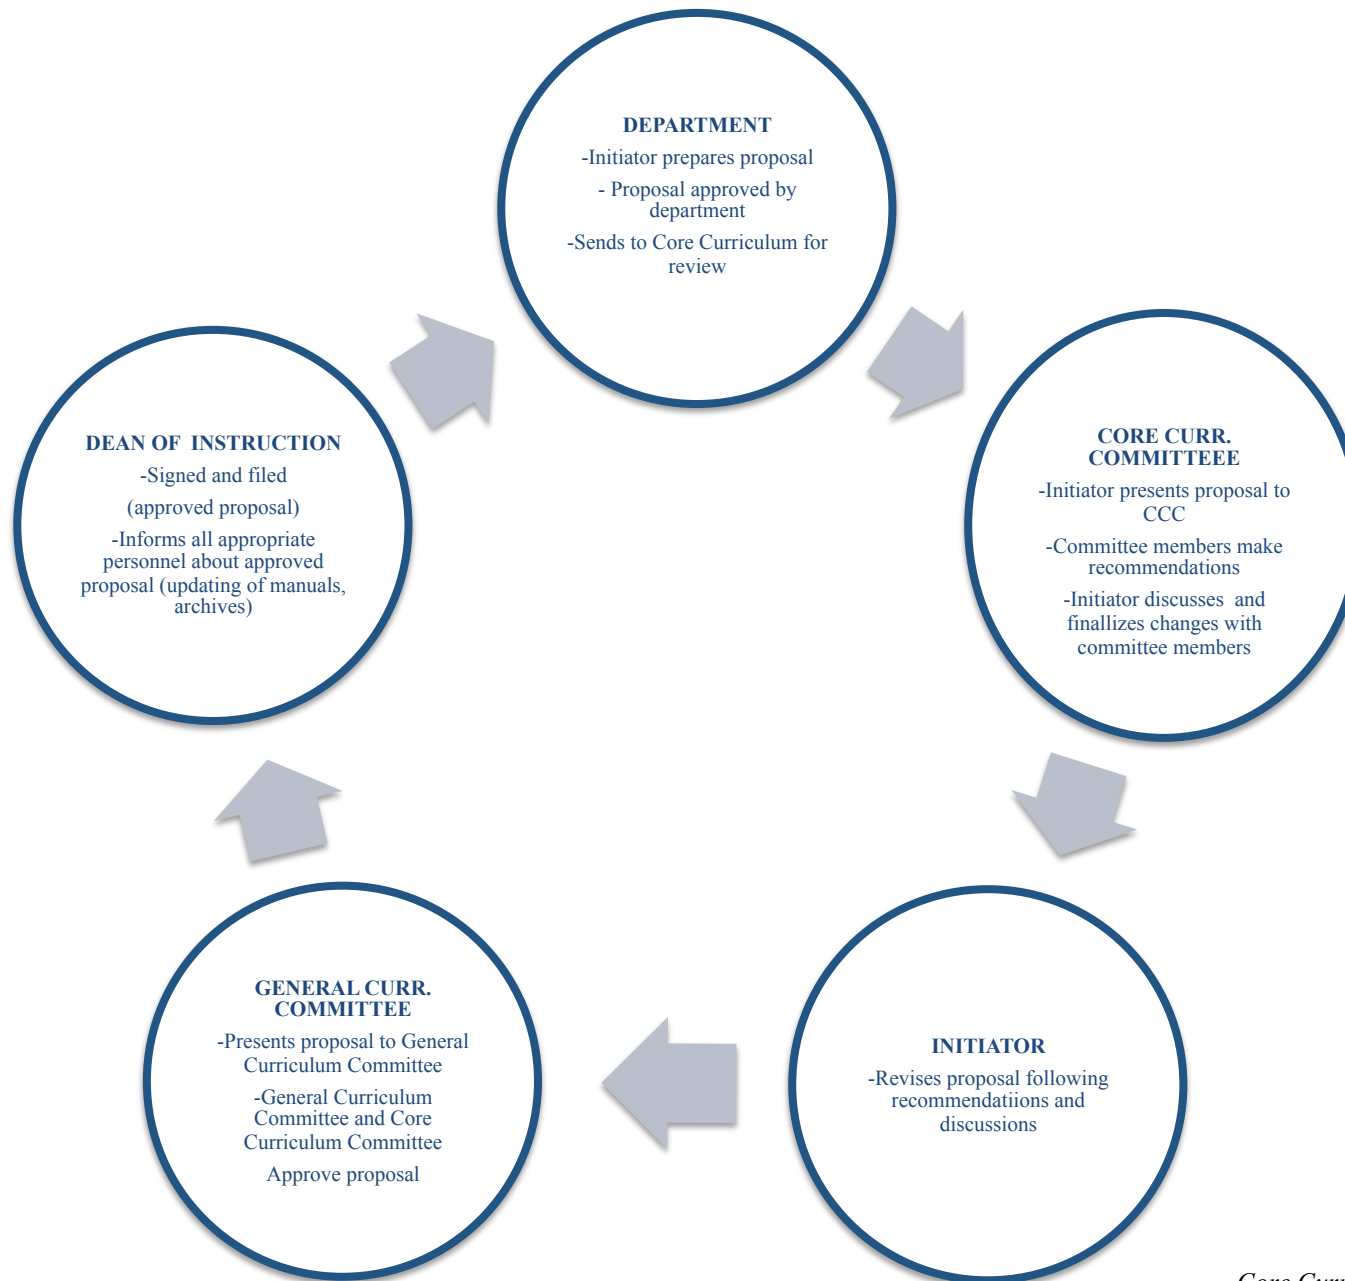 DEPARTMENT
-Initiator prepares proposal
- Proposal approved by
department
-Sends to Core Curriculum for
review
CORE CURR.
COMMITTEEE
-Initiator presents proposal to
CCC
-Committee members make
recommendations
-Initiator discusses and
finallizes changes with
committee members
INITIATOR
-Revises proposal following
recommendatiions and
discussions
GENERAL CURR.
COMMITTEE
-Presents proposal to General
Curriculum Committee
-General Curriculum
Committee and Core
Curriculum Committee
Approve proposal
DEAN OF INSTRUCTION
-Signed and filed
(approved proposal)
-Informs all appropriate
personnel about approved
proposal (updating of manuals,
archives)
Core